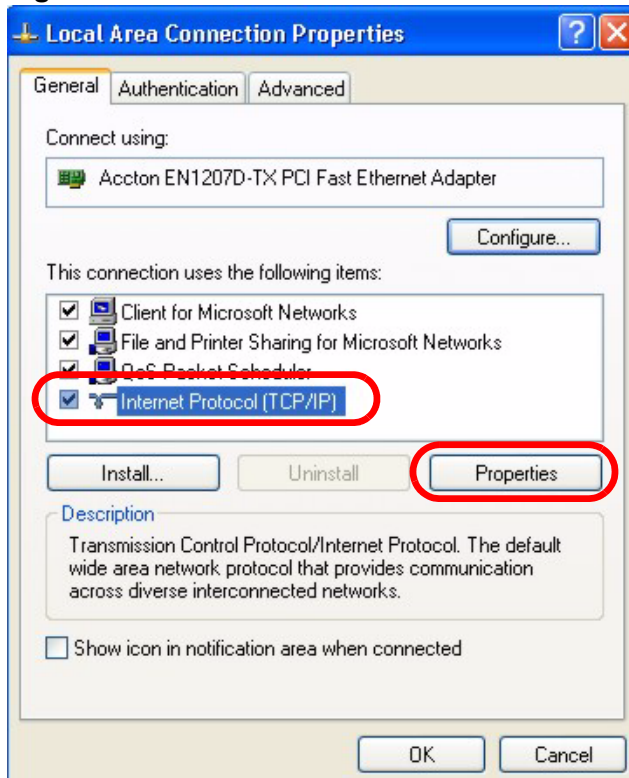 Local Area Connection Properties
General Authentication Advanced
Connect using:
Accton EN1207D-TX PCI Fast Ethernet Adapter
Configure...
This connection uses the following items:
Client for Microsoft Networks
File and Printer Sharing for Microsoft Networks
QoS Packet Scheduler
Internet Protocol (TCP/IP)
Install... Uninstall Properties
Description
Transmission Control Protocol/Internet Protocol. The default
wide area network protocol that provides communication
across diverse interconnected networks.
Show icon in notification area when connected
OK Cancel